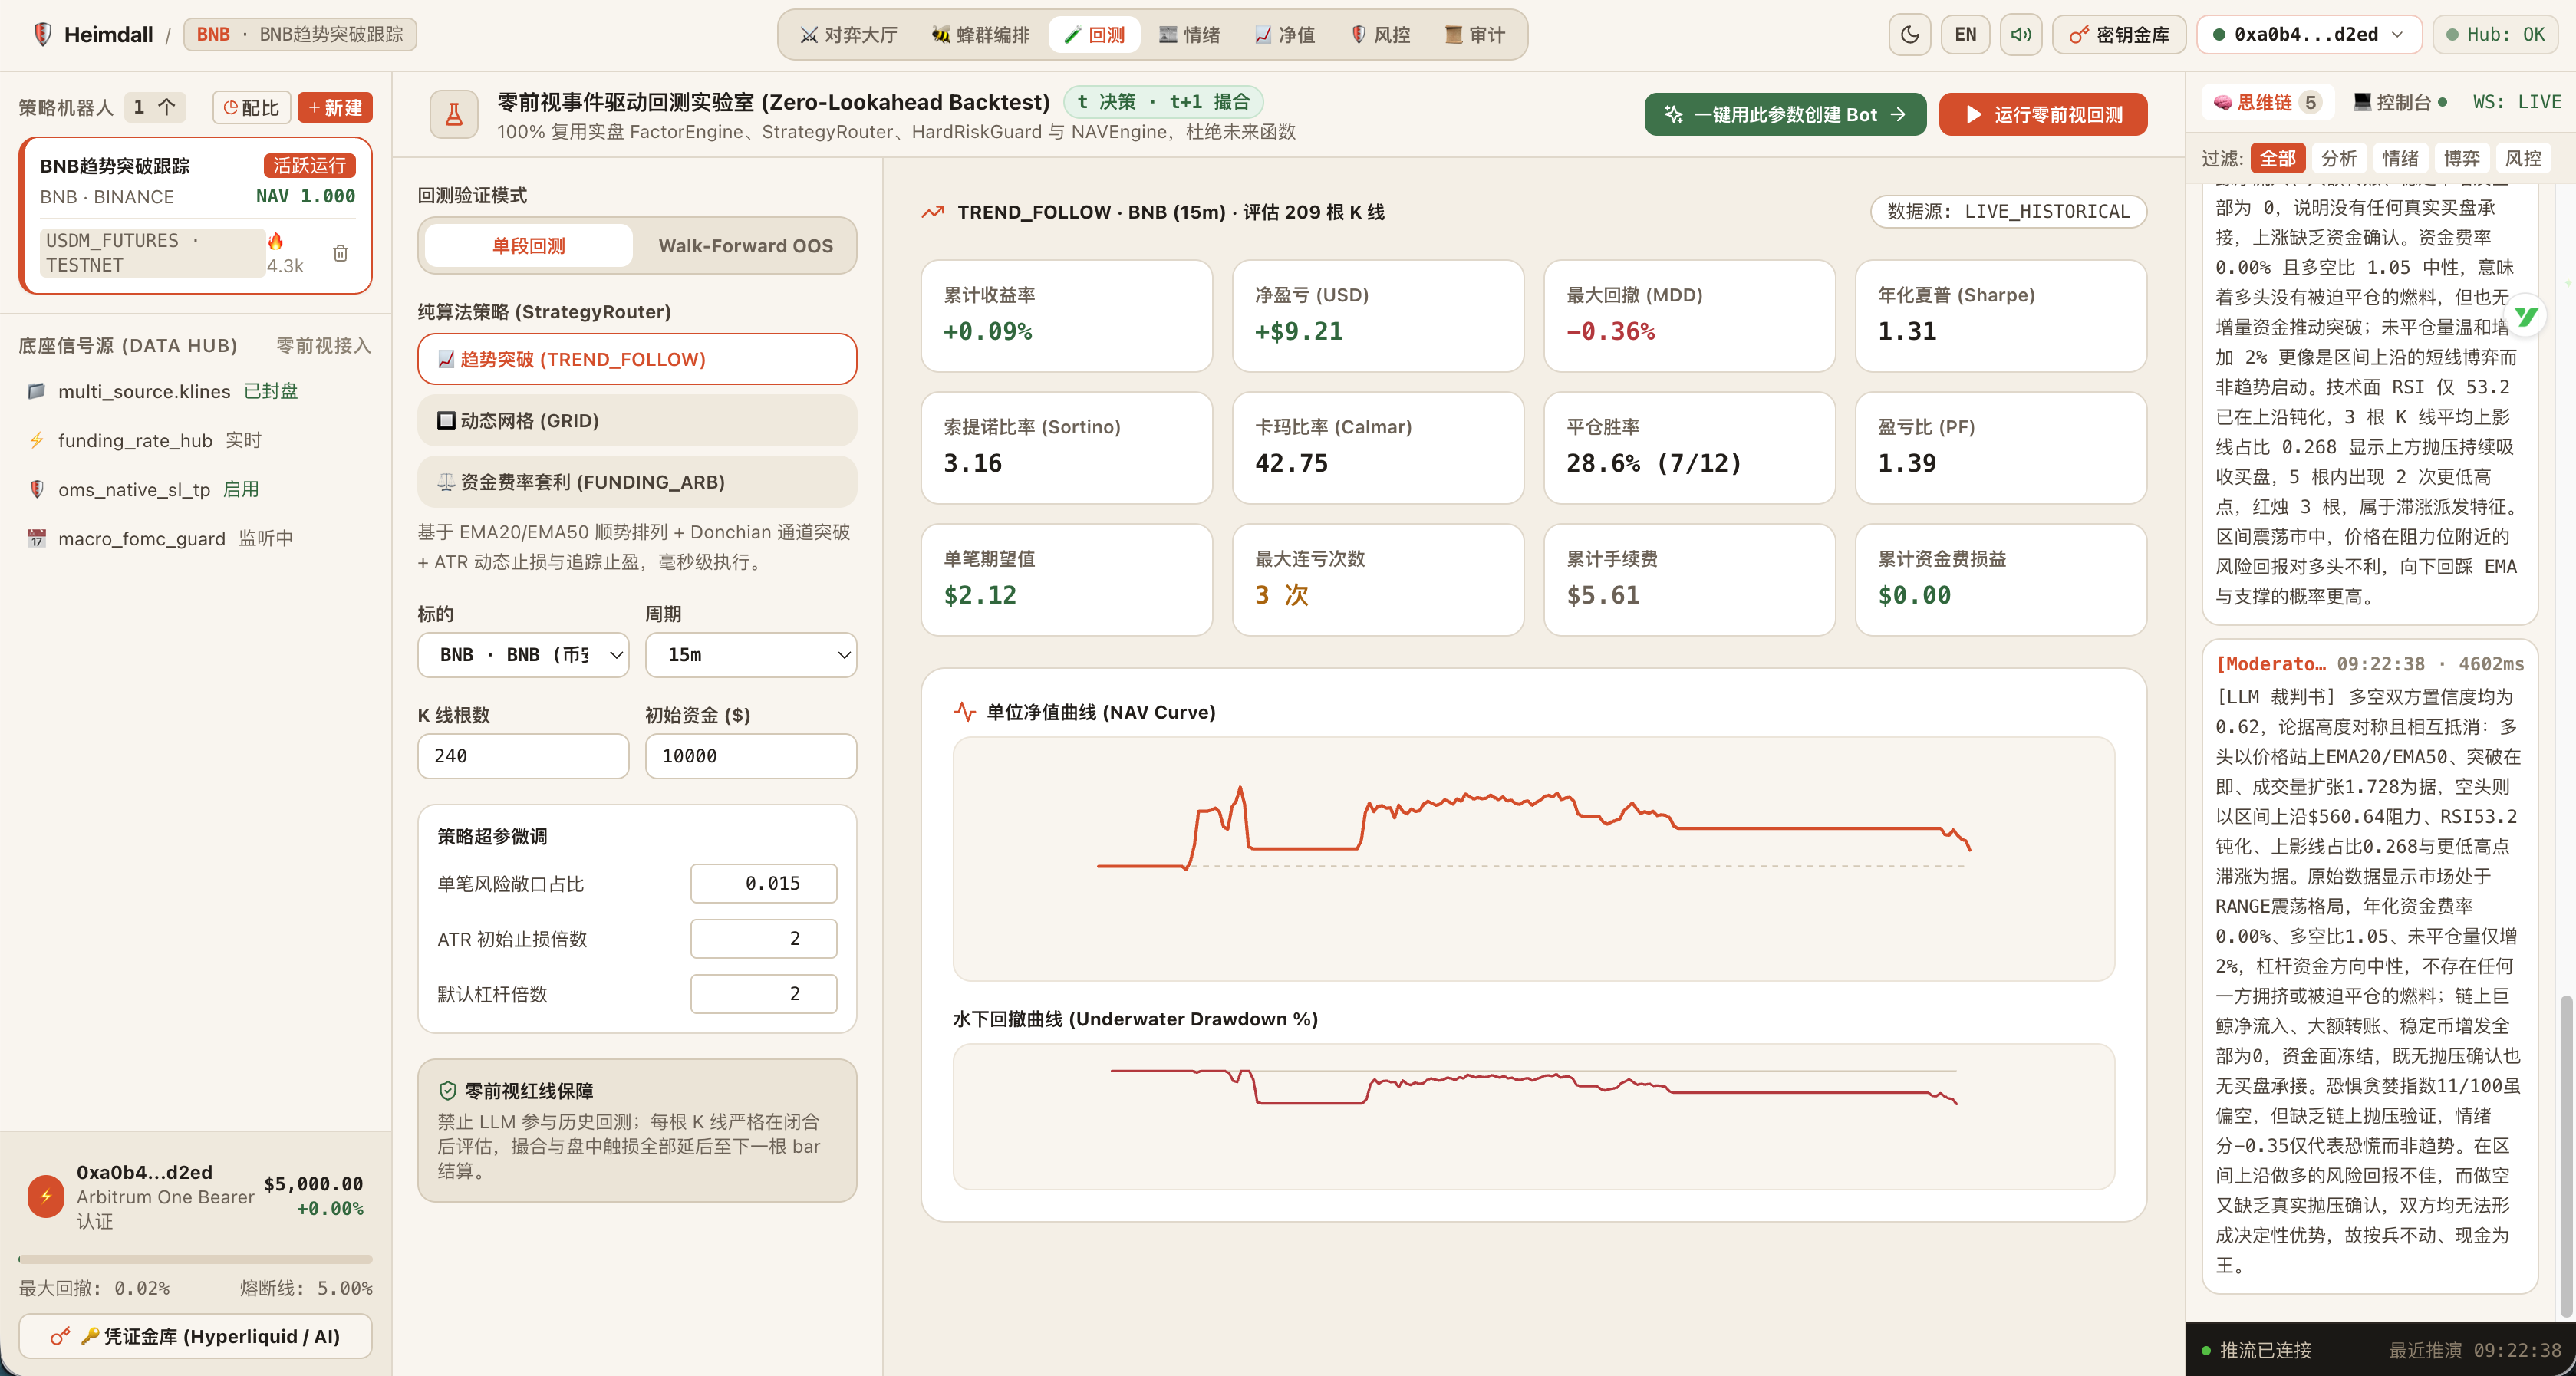 Heimdall / BNB · BNB趋势突破跟踪
对弈大厅 蜂群编排 回测 情绪 净值 风控 审计
EN 密钥金库 0xa0b4...d2ed Hub: OK
策略机器人 1 个 配比 + 新建
BNB趋势突破跟踪 活跃运行
BNB · BINANCE NAV 1.000
USDM_FUTURES ·
TESTNET
4.3k
底座信号源 (DATA HUB) 零前视接入
multi_source.klines 已封盘
funding_rate_hub 实时
oms_native_sl_tp 启用
17 macro_fomc_guard 监听中
0xa0b4...d2ed
Arbitrum One Bearer
认证
$5,000.00
+0.00%
最大回撤: 0.02% 熔断线: 5.00%
凭证金库 (Hyperliquid / AI)
零前视事件驱动回测实验室 (Zero-Lookahead Backtest) t 决策 · t+1 撮合
100% 复用实盘 FactorEngine、StrategyRouter、HardRiskGuard 与 NAVEngine，杜绝未来函数
一键用此参数创建 Bot → 运行零前视回测
回测验证模式
单段回测 Walk-Forward OOS
纯算法策略 (StrategyRouter)
趋势突破 (TREND_FOLLOW)
动态网格 (GRID)
资金费率套利 (FUNDING_ARB)
基于 EMA20/EMA50 顺势排列 + Donchian 通道突破
+ ATR 动态止损与追踪止盈，毫秒级执行。
标的 周期
BNB · BNB (币 15m
K 线根数 初始资金 ($)
240 10000
策略超参微调
单笔风险敞口占比 0.015
ATR 初始止损倍数 2
默认杠杆倍数 2
零前视红线保障
禁止 LLM 参与历史回测；每根 K 线严格在闭合
后评估，撮合与盘中触损全部延后至下一根 bar
结算。
TREND_FOLLOW · BNB (15m) · 评估 209 根 K 线 数据源: LIVE_HISTORICAL
累计收益率 净盈亏 (USD) 最大回撤 (MDD) 年化夏普 (Sharpe)
+0.09% +$9.21 -0.36% 1.31
索提诺比率 (Sortino) 卡玛比率 (Calmar) 平仓胜率 盈亏比 (PF)
3.16 42.75 28.6% (7/12) 1.39
单笔期望值 最大连亏次数 累计手续费 累计资金费损益
$2.12 3 次 $5.61 $0.00
单位净值曲线 (NAV Curve)
水下回撤曲线 (Underwater Drawdown %)
思维链 5 控制台 WS: LIVE
过滤: 全部 分析 情绪 博弈 风控
部为 0，说明没有任何真实买盘承
接，上涨缺乏资金确认。资金费率
0.00% 且多空比 1.05 中性，意味
着多头没有被迫平仓的燃料，但也无
增量资金推动突破；未平仓量温和增
加 2% 更像是区间上沿的短线博弈而
非趋势启动。技术面 RSI 仅 53.2
已在上沿钝化，3 根 K 线平均上影
线占比 0.268 显示上方抛压持续吸
收买盘，5 根内出现 2 次更低高
点，红烛 3 根，属于滞涨派发特征。
区间震荡市中，价格在阻力位附近的
风险回报对多头不利，向下回踩 EMA
与支撑的概率更高。
[Moderato… 09:22:38 · 4602ms
[LLM 裁判书] 多空双方置信度均为
0.62，论据高度对称且相互抵消：多
头以价格站上EMA20/EMA50、突破在
即、成交量扩张1.728为据，空头则
以区间上沿$560.64阻力、RSI53.2
钝化、上影线占比0.268与更低高点
滞涨为据。原始数据显示市场处于
RANGE震荡格局，年化资金费率
0.00%、多空比1.05、未平仓量仅增
2%，杠杆资金方向中性，不存在任何
一方拥挤或被迫平仓的燃料；链上巨
鲸净流入、大额转账、稳定币增发全
部为0，资金面冻结，既无抛压确认也
无买盘承接。恐惧贪婪指数11/100虽
偏空，但缺乏链上抛压验证，情绪
分-0.35仅代表恐慌而非趋势。在区
间上沿做多的风险回报不佳，而做空
又缺乏真实抛压确认，双方均无法形
成决定性优势，故按兵不动、现金为
王。
推流已连接 最近推演 09:22:38